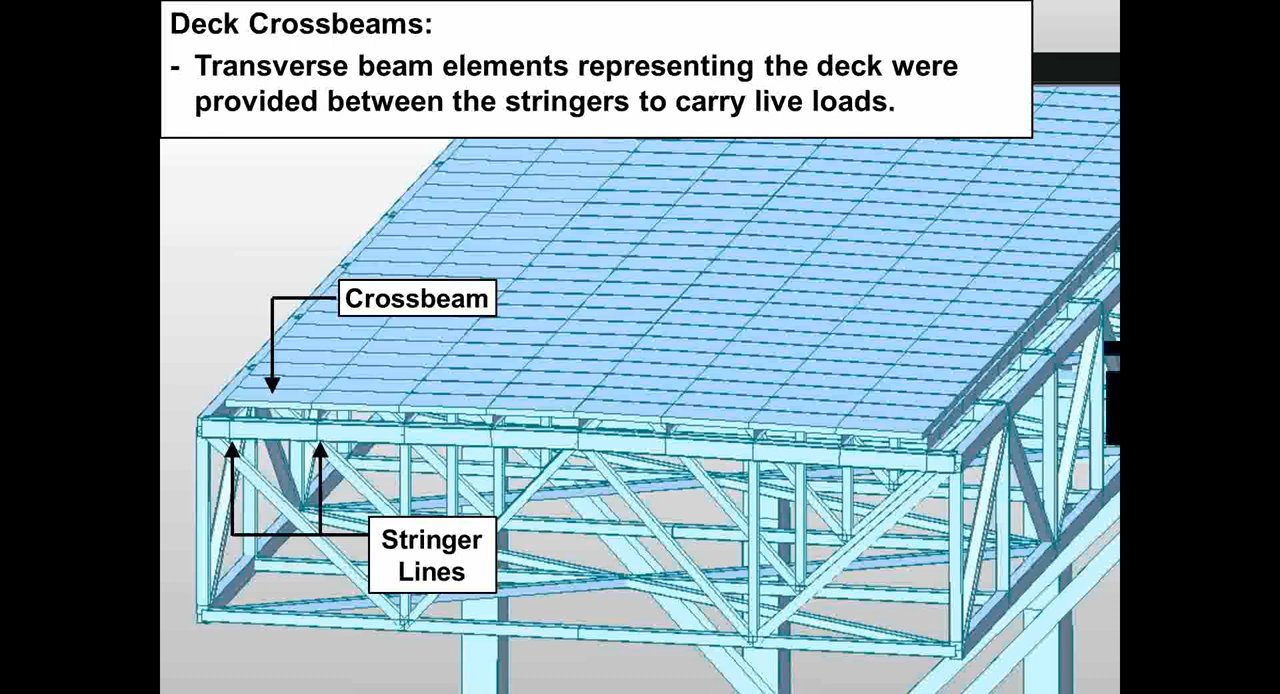 Deck Crossbeams:
- Transverse beam elements representing the deck were
provided between the stringers to carry live loads.
Crossbeam
Stringer
Lines